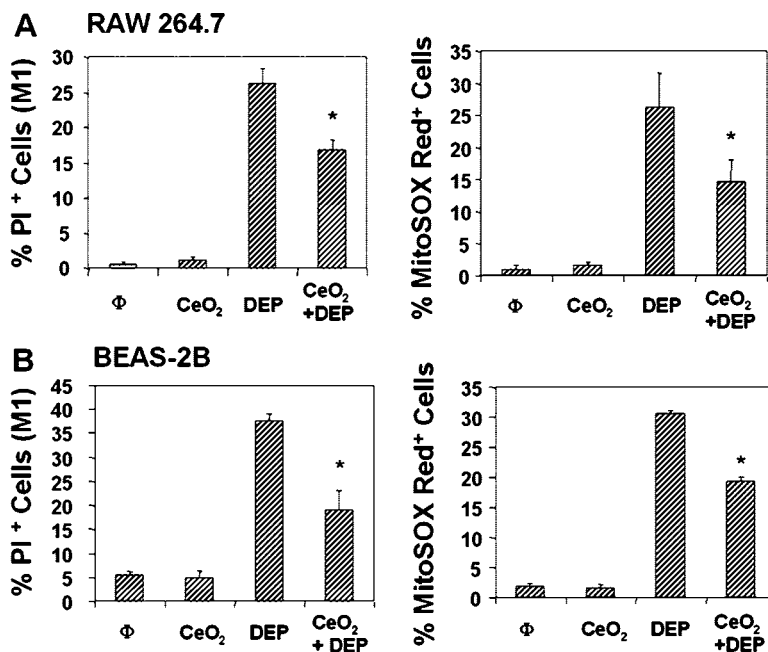 A RAW 264.7
% PI + Cells (M1)
30
25
20
15
10
5
0
*
Φ CeO2 DEP CeO2
+DEP
% MitoSOX Red+ Cells
35
30
25
20
15
10
5
0
*
Φ CeO2 DEP CeO2
+DEP
B BEAS-2B
% PI + Cells (M1)
45
40
35
30
25
20
15
10
5
0
*
Φ CeO2 DEP CeO2
+ DEP
% MitoSOX Red+ Cells
35
30
25
20
15
10
5
0
*
Φ CeO2 DEP CeO2
+DEP